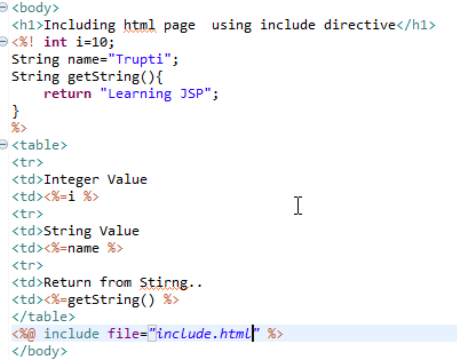 <body>
<h1>Including html page  using include directive</h1>
<%! int i=10;
String name="Trupti";
String getString(){
    return "Learning JSP";
}
%>
<table>
<tr>
<td>Integer Value
<td><%=i %>
<tr>
<td>String Value
<td><%=name %>
<tr>
<td>Return from Stirng..
<td><%=getString() %>
</table>
<%@ include file="include.html" %>
</body>